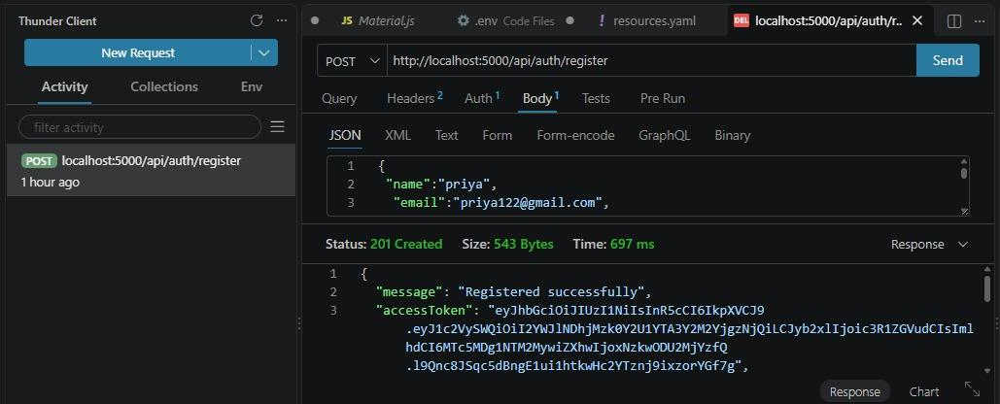 Thunder Client
New Request
Activity Collections Env
filter activity
POST localhost:5000/api/auth/register
1 hour ago
JS Material.js
.env Code Files
! resources.yaml
DEL localhost:5000/api/auth/r..
POST http://localhost:5000/api/auth/register Send
Query Headers 2 Auth 1 Body 1 Tests Pre Run
JSON XML Text Form Form-encode GraphQL Binary
1 {
2 "name":"priya",
3 "email":"priya122@gmail.com",
Status: 201 Created Size: 543 Bytes Time: 697 ms Response
1 {
2 "message": "Registered successfully",
3 "accessToken": "eyJhbGciOiJIUzI1NiIsInR5cCI6IkpXVCJ9
.eyJ1c2VySWQiOiI2YWJlNDhjMzk0Y2U1YTA3Y2M2YjgzNjQiLCJyb2xlIjoic3R1ZGVudCIsIml
hdCI6MTc5MDg1NTM2MywiZXhwIjoxNzkwODU2MjYzfQ
.l9Qnc8JSqc5dBngE1ui1htkwHc2YTznj9ixzorYGf7g",
Response Chart